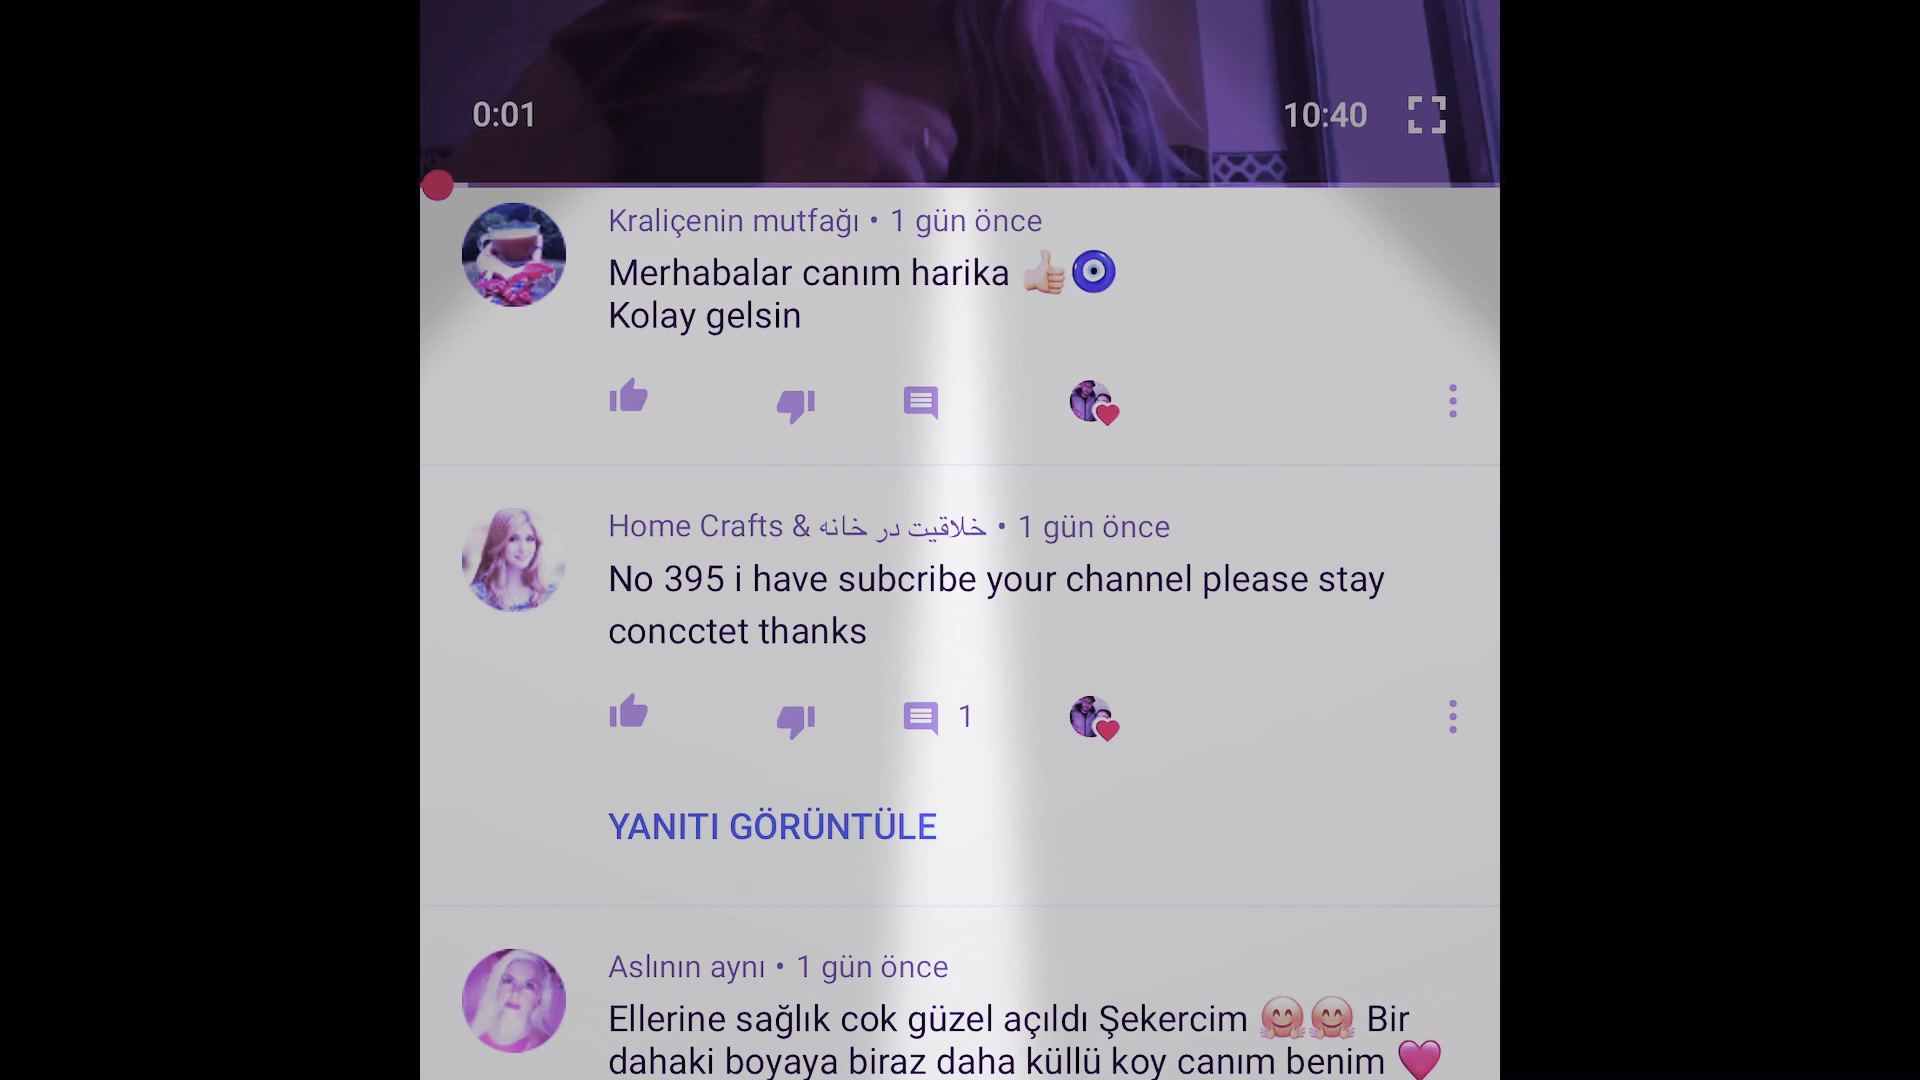 0:01 10:40
Kraliçenin mutfağı • 1 gün önce
Merhabalar canım harika 👍🏻🧿
Kolay gelsin
Home Crafts & خلاقیت در خانه • 1 gün önce
No 395 i have subcribe your channel please stay
concctet thanks
1
YANITI GÖRÜNTÜLE
Aslının aynı • 1 gün önce
Ellerine sağlık cok güzel açıldı Şekercim 🤗🤗 Bir
dahaki boyaya biraz daha küllü koy canım benim 💗